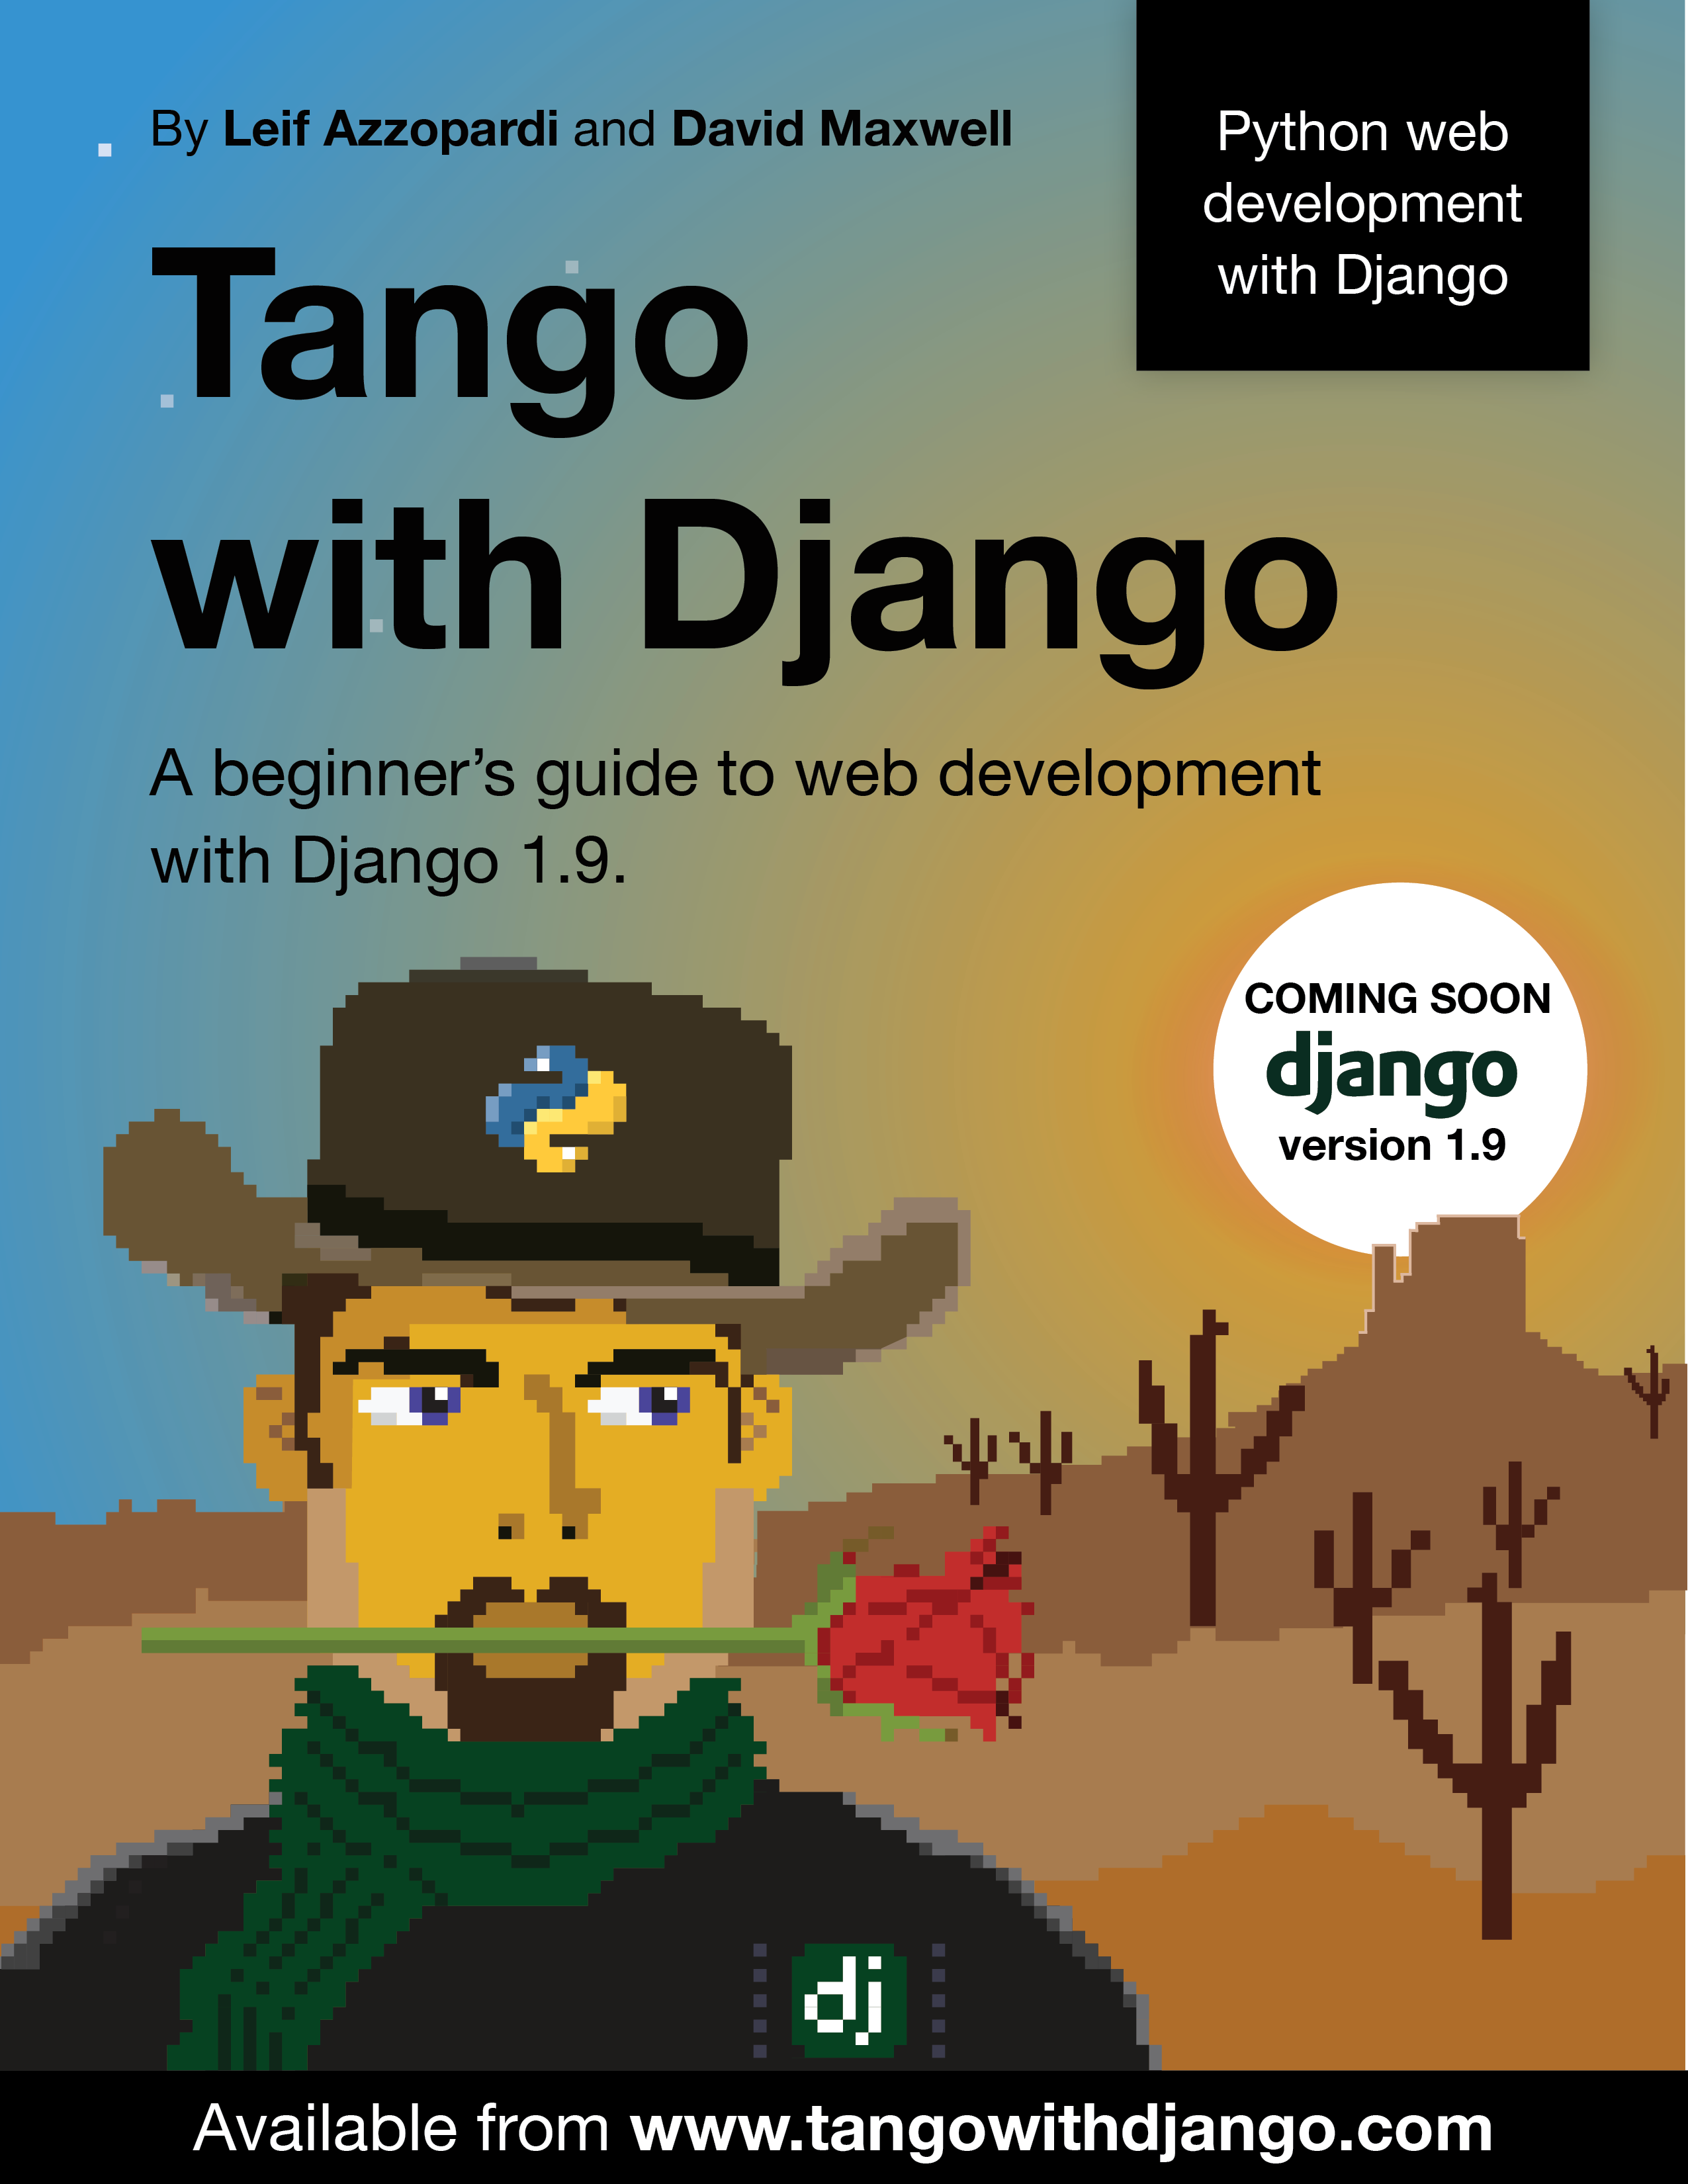 By Leif Azzopardi and David Maxwell
Python web
development
with Django
Tango
with Django
A beginner’s guide to web development
with Django 1.9.
COMING SOON
django
version 1.9
dj
Available from www.tangowithdjango.com